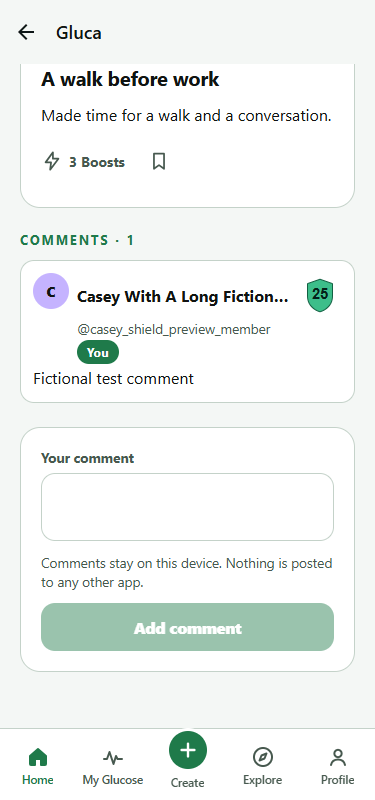 Gluca
A walk before work
Made time for a walk and a conversation.
3 Boosts
COMMENTS · 1
C
Casey With A Long Fiction...
25
@casey_shield_preview_member
You
Fictional test comment
Your comment
Comments stay on this device. Nothing is posted
to any other app.
Add comment
Home
My Glucose
Create
Explore
Profile